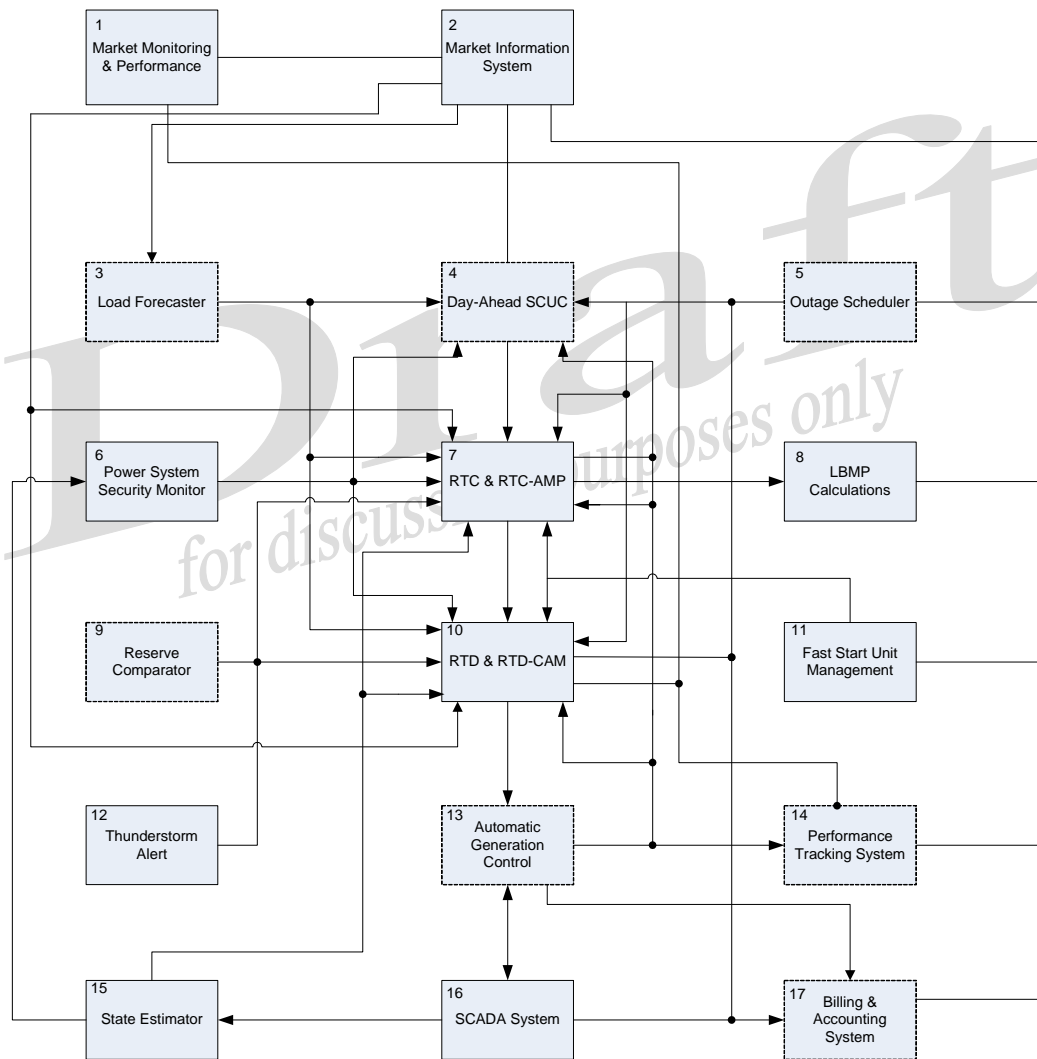 1
Market Monitoring
& Performance
2
Market Information
System
3
Load Forecaster
4
Day-Ahead SCUC
5
Outage Scheduler
6
Power System
Security Monitor
7
RTC & RTC-AMP
8
LBMP
Calculations
9
Reserve
Comparator
10
RTD & RTD-CAM
11
Fast Start Unit
Management
12
Thunderstorm
Alert
13
Automatic
Generation
Control
14
Performance
Tracking System
15
State Estimator
16
SCADA System
17
Billing &
Accounting
System
Draft
for discussion purposes only